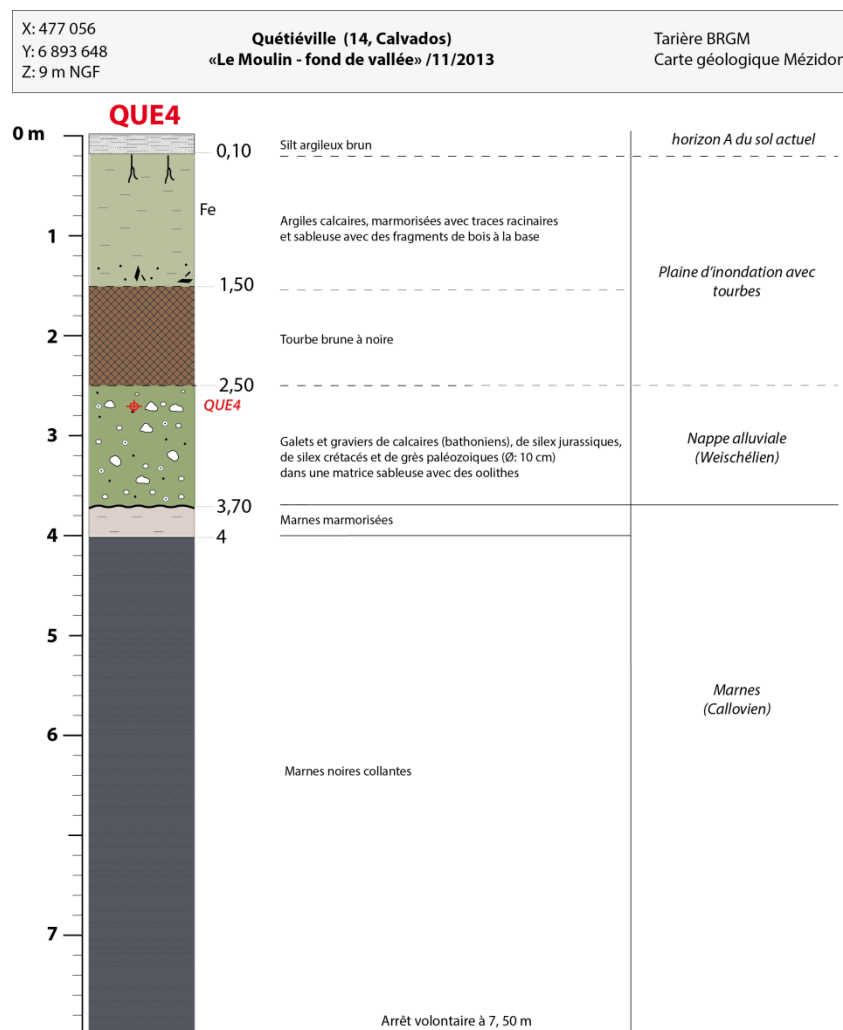 X: 477 056
Y: 6 893 648
Z: 9 m NGF
Quétiéville (14, Calvados)
«Le Moulin - fond de vallée» /11/2013
Tarière BRGM
Carte géologique Mézidon
QUE4
0 m
0,10
Silt argileux brun
horizon A du sol actuel
Fe
1
Argiles calcaires, marmorisées avec traces racinaires
et sableuse avec des fragments de bois à la base
Plaine d'inondation avec
tourbes
1,50
2
Tourbe brune à noire
2,50
QUE4
3
Galets et graviers de calcaires (bathoniens), de silex jurassiques,
de silex crétacés et de grès paléozoiques (Ø: 10 cm)
dans une matrice sableuse avec des oolithes
Nappe alluviale
(Weischélien)
3,70
Marnes marmorisées
4
4
5
Marnes
(Callovien)
6
Marnes noires collantes
7
Arrêt volontaire à 7, 50 m